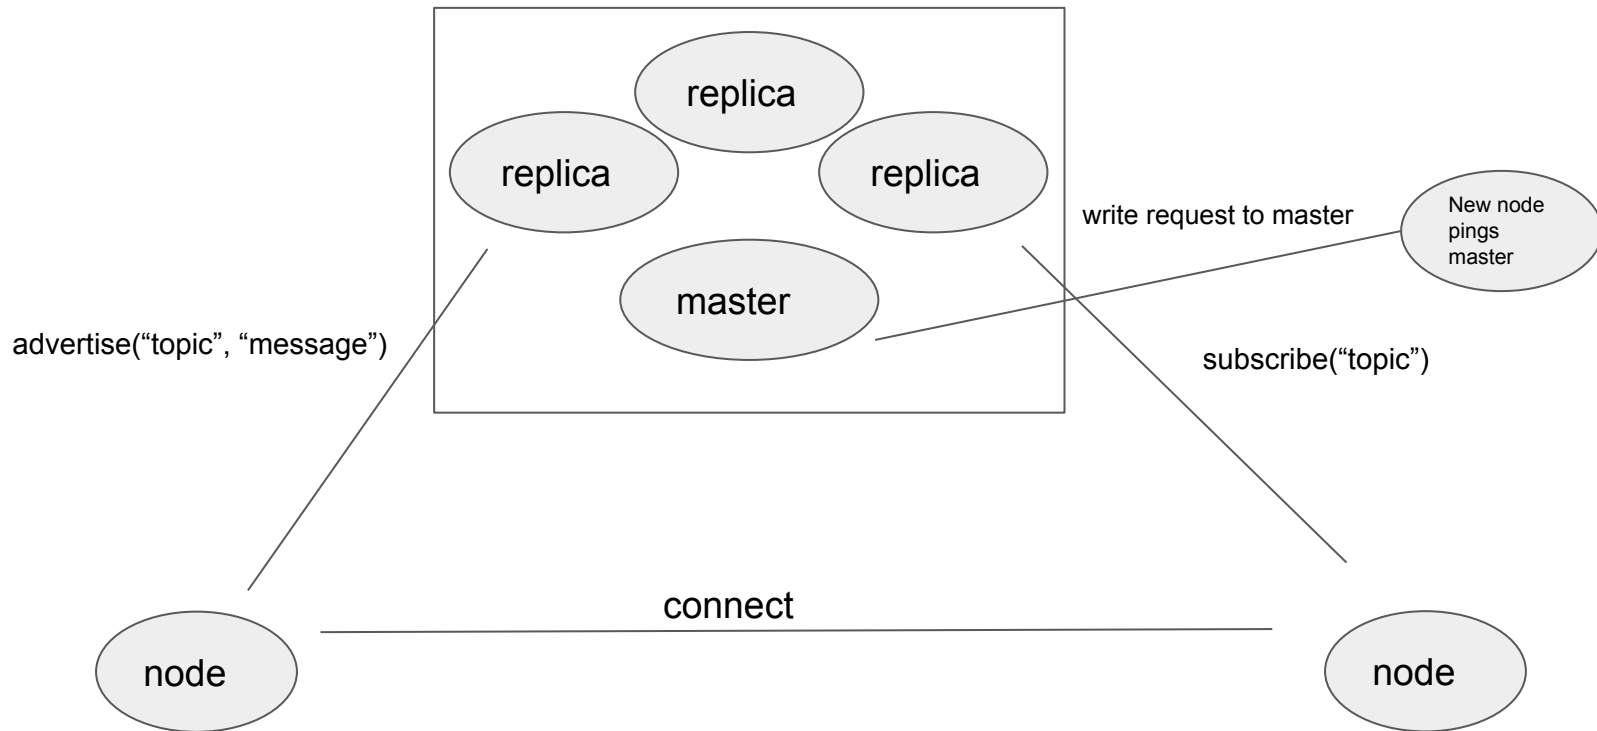 replica
replica
replica
write request to master
New node
pings
master
master
advertise(“topic”, “message”)
subscribe(“topic”)
connect
node
node